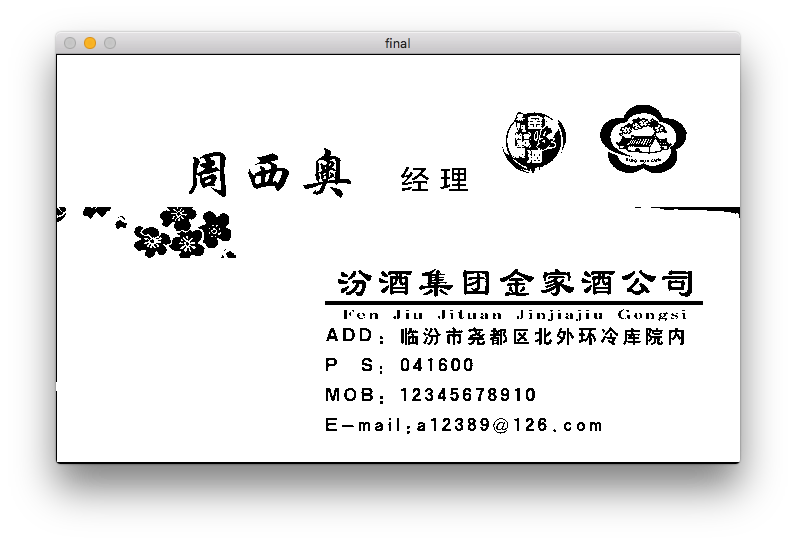 final
周西奥 经理
汾酒集团金家酒公司
Fen Jiu Jituan Jinjiajiu Gongsi
ADD：临汾市尧都区北外环冷库院内
P S：041600
MOB：12345678910
E-mail:a12389@126.com